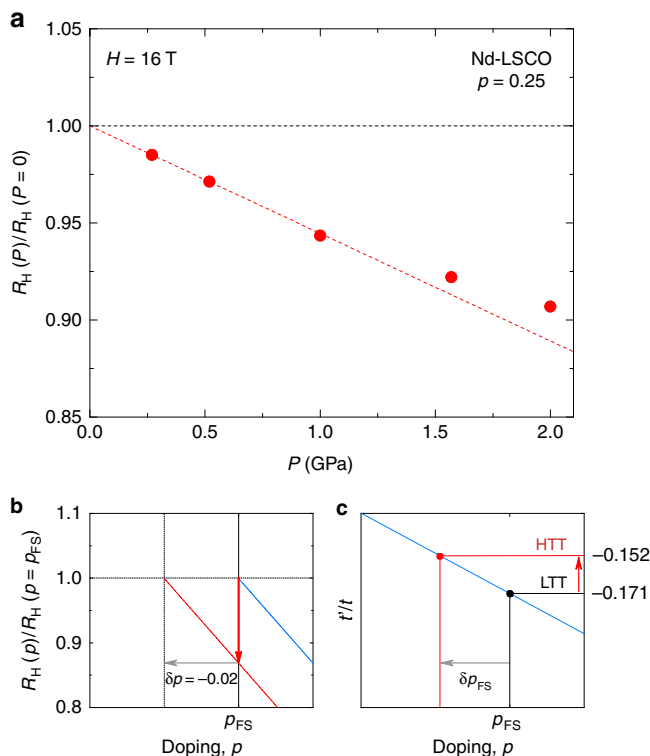 a
H = 16 T
Nd-LSCO
p = 0.25
1.05
1.00
0.95
0.90
0.85
R_H (P)/R_H (P = 0)
0.0
0.5
1.0
1.5
2.0
P (GPa)
b
1.1
1.0
0.9
0.8
R_H (p)/R_H (p = p_FS)
δp = −0.02
p_FS
Doping, p
c
t'/t
HTT
−0.152
LTT
−0.171
δp_FS
p_FS
Doping, p